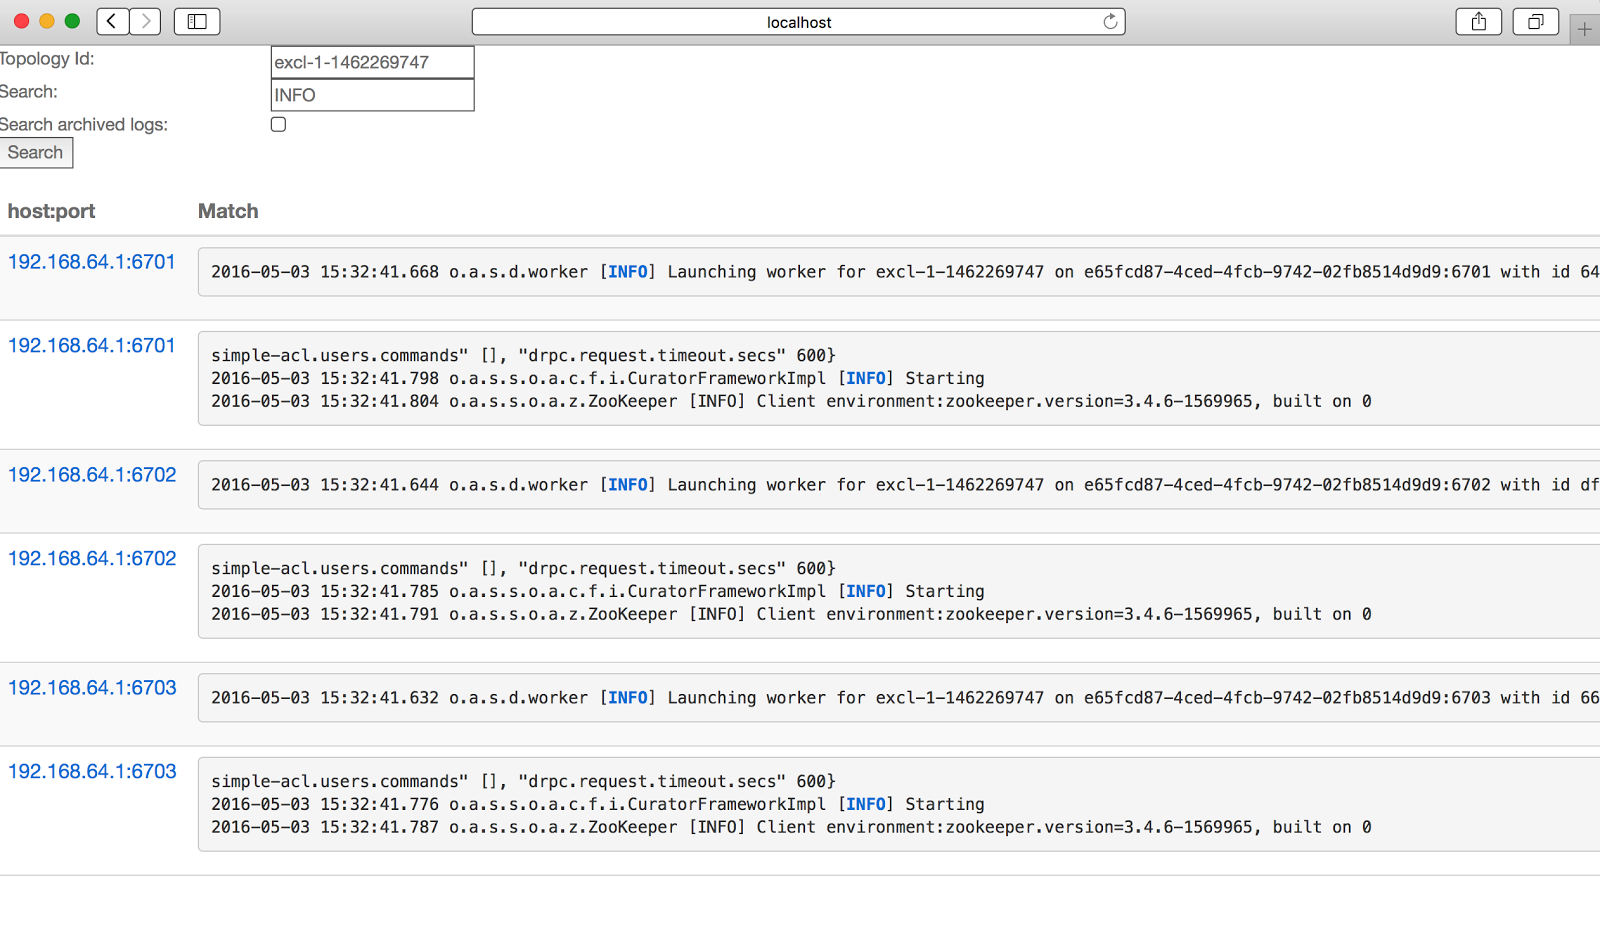 localhost
Topology Id: excl-1-1462269747
Search: INFO
Search archived logs:
Search
host:port Match
192.168.64.1:6701 2016-05-03 15:32:41.668 o.a.s.d.worker [INFO] Launching worker for excl-1-1462269747 on e65fcd87-4ced-4fcb-9742-02fb8514d9d9:6701 with id 64
192.168.64.1:6701 simple-acl.users.commands" [], "drpc.request.timeout.secs" 600}
2016-05-03 15:32:41.798 o.a.s.s.o.a.c.f.i.CuratorFrameworkImpl [INFO] Starting
2016-05-03 15:32:41.804 o.a.s.s.o.a.z.ZooKeeper [INFO] Client environment:zookeeper.version=3.4.6-1569965, built on 0
192.168.64.1:6702 2016-05-03 15:32:41.644 o.a.s.d.worker [INFO] Launching worker for excl-1-1462269747 on e65fcd87-4ced-4fcb-9742-02fb8514d9d9:6702 with id df
192.168.64.1:6702 simple-acl.users.commands" [], "drpc.request.timeout.secs" 600}
2016-05-03 15:32:41.785 o.a.s.s.o.a.c.f.i.CuratorFrameworkImpl [INFO] Starting
2016-05-03 15:32:41.791 o.a.s.s.o.a.z.ZooKeeper [INFO] Client environment:zookeeper.version=3.4.6-1569965, built on 0
192.168.64.1:6703 2016-05-03 15:32:41.632 o.a.s.d.worker [INFO] Launching worker for excl-1-1462269747 on e65fcd87-4ced-4fcb-9742-02fb8514d9d9:6703 with id 66
192.168.64.1:6703 simple-acl.users.commands" [], "drpc.request.timeout.secs" 600}
2016-05-03 15:32:41.776 o.a.s.s.o.a.c.f.i.CuratorFrameworkImpl [INFO] Starting
2016-05-03 15:32:41.787 o.a.s.s.o.a.z.ZooKeeper [INFO] Client environment:zookeeper.version=3.4.6-1569965, built on 0